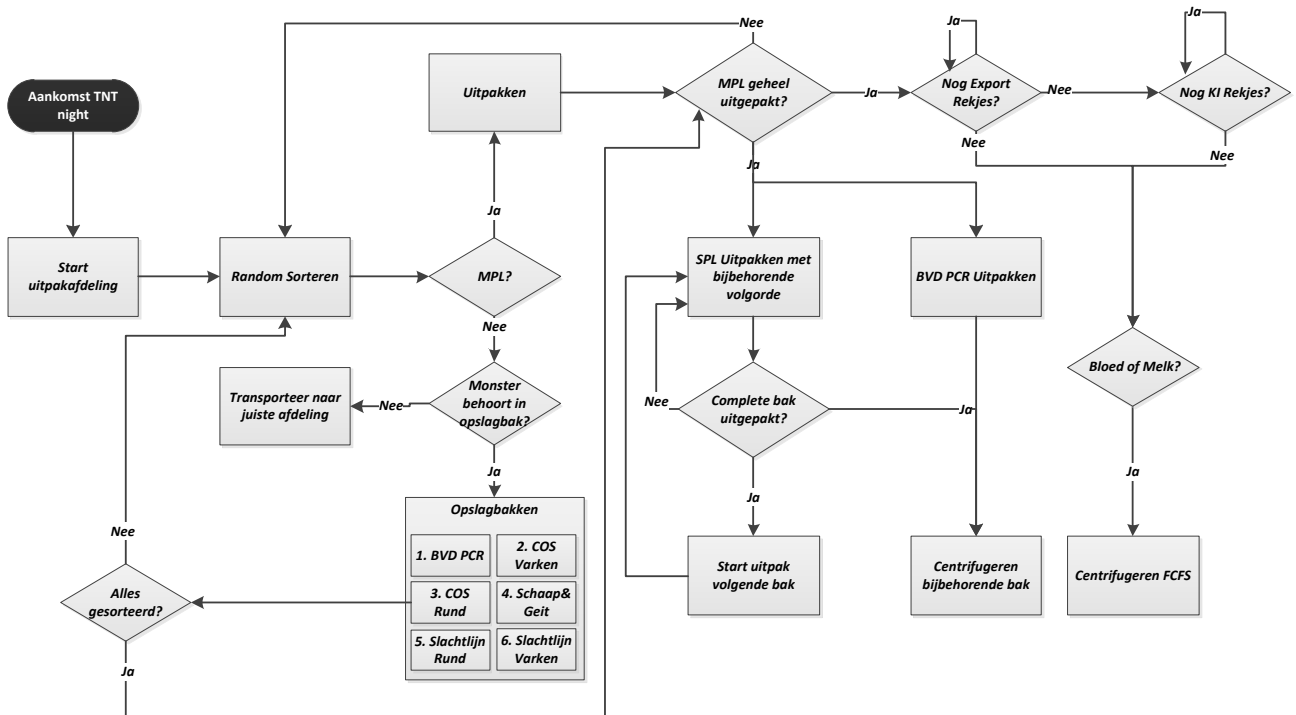 Nee
Ja
Ja
Aankomst TNT
night
Uitpakken
MPL geheel
uitgepakt?
Ja
Nog Export
Rekjes?
Nee
Nog KI Rekjes?
Nee
Nee
Ja
Ja
Start
uitpakafdeling
Random Sorteren
MPL?
SPL Uitpakken met
bijbehorende
volgorde
BVD PCR Uitpakken
Nee
Bloed of Melk?
Transporteer naar
juiste afdeling
Nee
Monster
behoort in
opslagbak?
Nee
Complete bak
uitgepakt?
Ja
Ja
Ja
Ja
Opslagbakken
1. BVD PCR
2. COS
Varken
3. COS
Rund
4. Schaap&
Geit
5. Slachtlijn
Rund
6. Slachtlijn
Varken
Nee
Alles
gesorteerd?
Ja
Start uitpak
volgende bak
Centrifugeren
bijbehorende bak
Centrifugeren FCFS